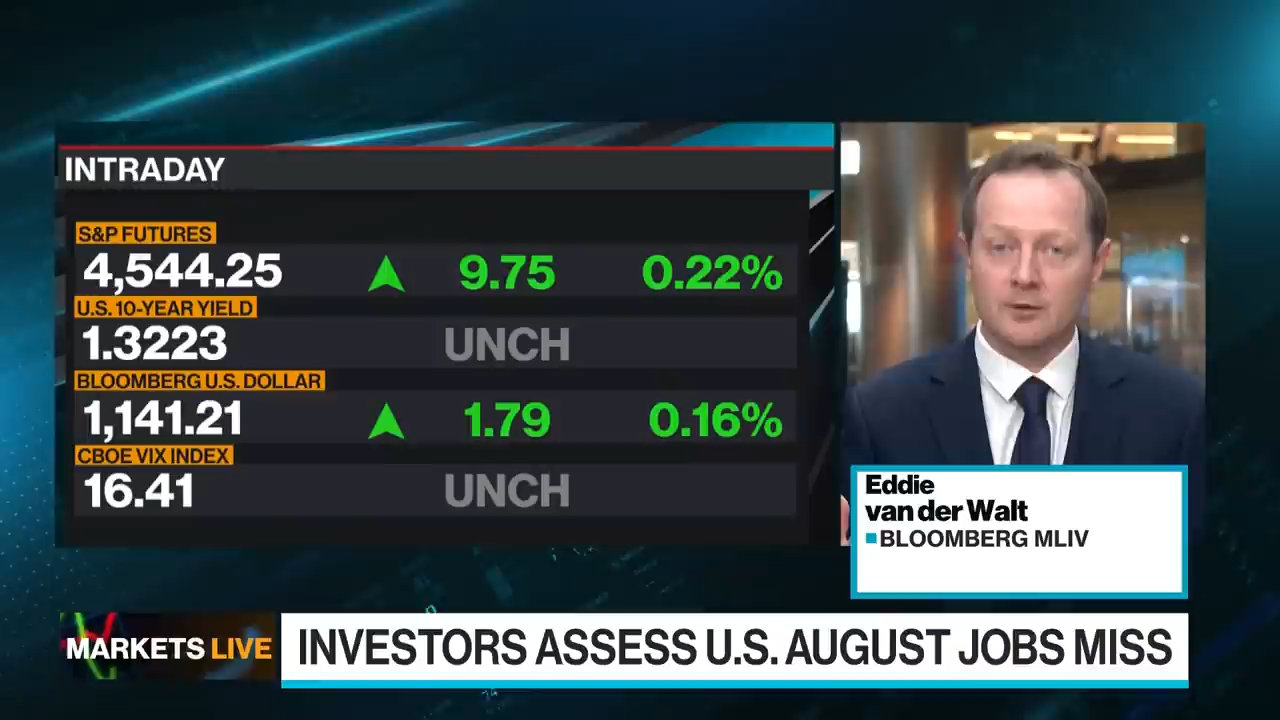 INTRADAY
S&P FUTURES
4,544.25 ▲ 9.75 0.22%
U.S. 10-YEAR YIELD
1.3223 UNCH
BLOOMBERG U.S. DOLLAR
1,141.21 ▲ 1.79 0.16%
CBOE VIX INDEX
16.41 UNCH
Eddie
van der Walt
BLOOMBERG MLIV
MARKETS LIVE
INVESTORS ASSESS U.S. AUGUST JOBS MISS